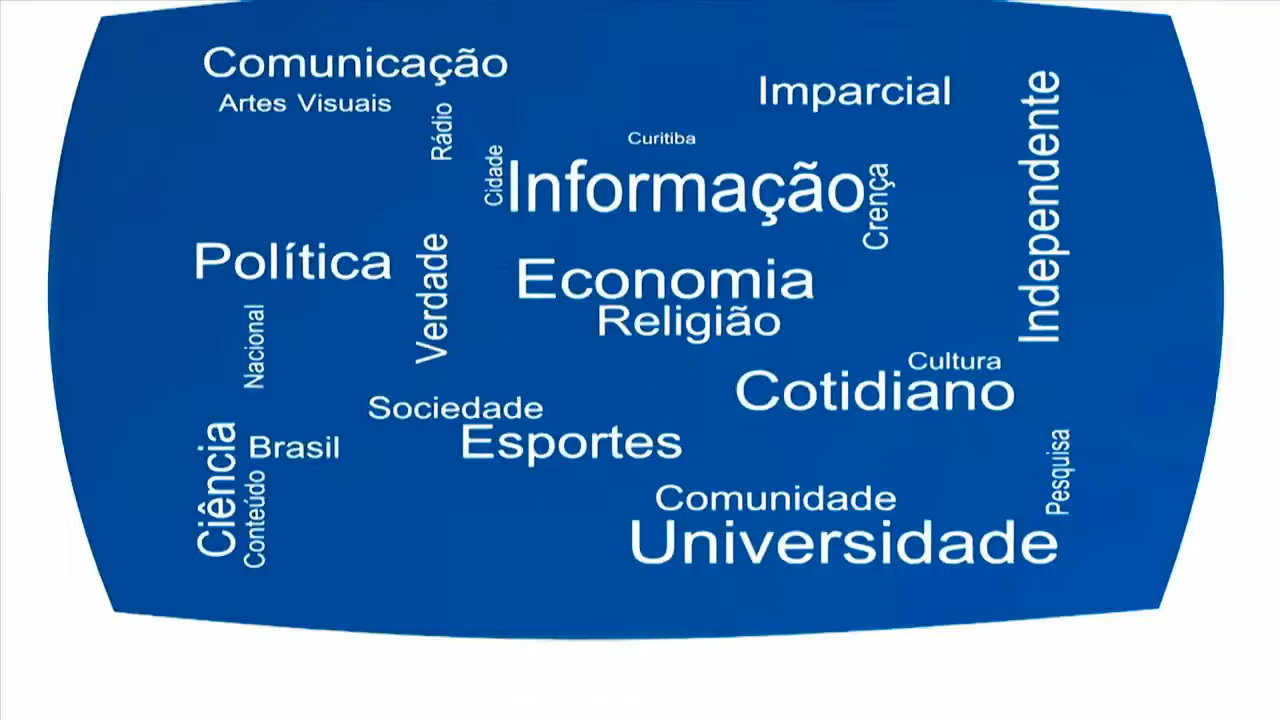 Comunicação
Artes Visuais
Rádio
Imparcial
Curitiba
Cidade
Informação
Crença
Independente
Política
Verdade
Economia
Religião
Nacional
Cultura
Cotidiano
Sociedade
Esportes
Ciência
Brasil
Conteúdo
Pesquisa
Comunidade
Universidade